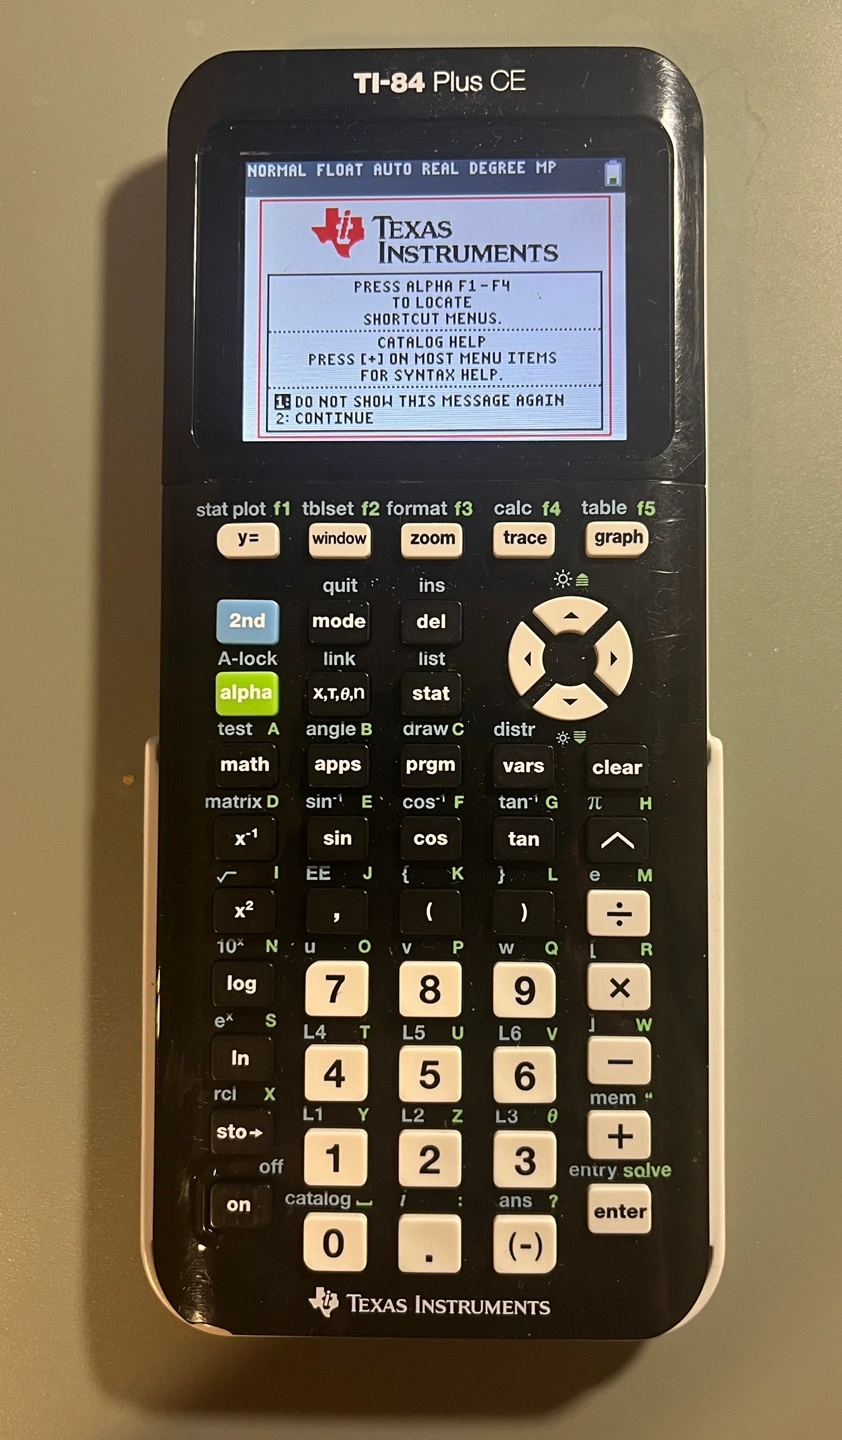 TI-84 Plus CE
NORMAL FLOAT AUTO REAL DEGREE MP
TEXAS
INSTRUMENTS
PRESS ALPHA F1-F4
TO LOCATE
SHORTCUT MENUS.
CATALOG HELP
PRESS [+] ON MOST MENU ITEMS
FOR SYNTAX HELP.
1: DO NOT SHOW THIS MESSAGE AGAIN
2: CONTINUE
stat plot f1 tblset f2 format f3 calc f4 table f5
y= window zoom trace graph
quit ins
2nd mode del
A-lock link list
alpha X,T,θ,n stat
test A angle B draw C distr
math apps prgm vars clear
matrix D sin⁻¹ E cos⁻¹ F tan⁻¹ G π H
x⁻¹ sin cos tan ^
√ I EE J { K } L e M
x² , ( ) ÷
10ˣ N u O v P w Q [ R
log 7 8 9 ×
eˣ S L4 T L5 U L6 V ] W
ln 4 5 6 −
rcl X L1 Y L2 Z L3 θ mem "
sto→ 1 2 3 +
off catalog ⎵ i : ans ? entry solve
on 0 . (-) enter
TEXAS INSTRUMENTS